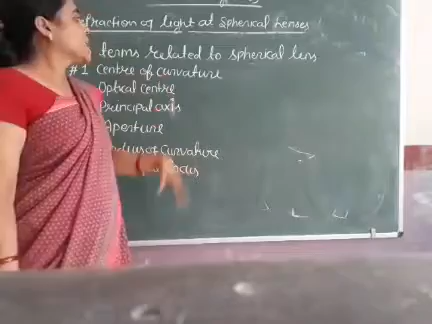 Refraction of light at Spherical lenses
terms related to spherical lens
#1 Centre of curvature
Optical centre
Principal axis
Aperture
Radius of Curvature
Focus